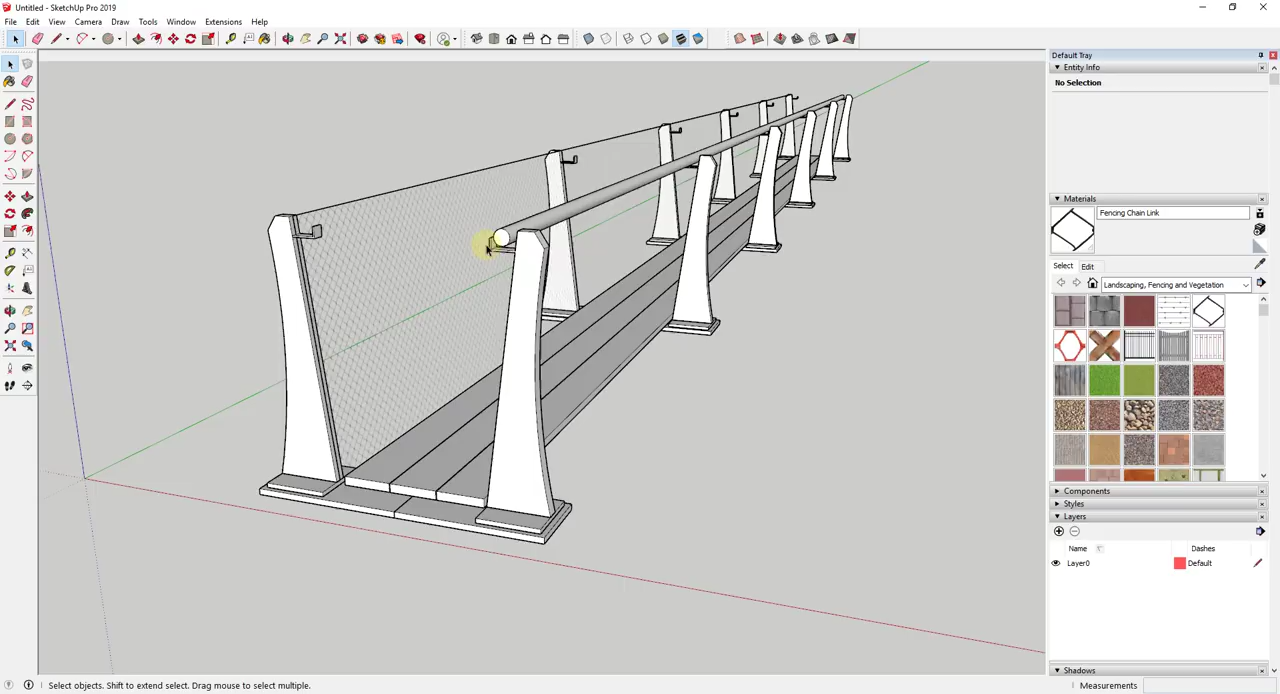 Untitled - SketchUp Pro 2019
File Edit View Camera Draw Tools Window Extensions Help
Default Tray
Entity Info
No Selection
Materials
Fencing Chain Link
Select Edit
Landscaping, Fencing and Vegetation
Components
Styles
Layers
Name Dashes
Layer0 Default
Shadows
Select objects. Shift to extend select. Drag mouse to select multiple.
Measurements